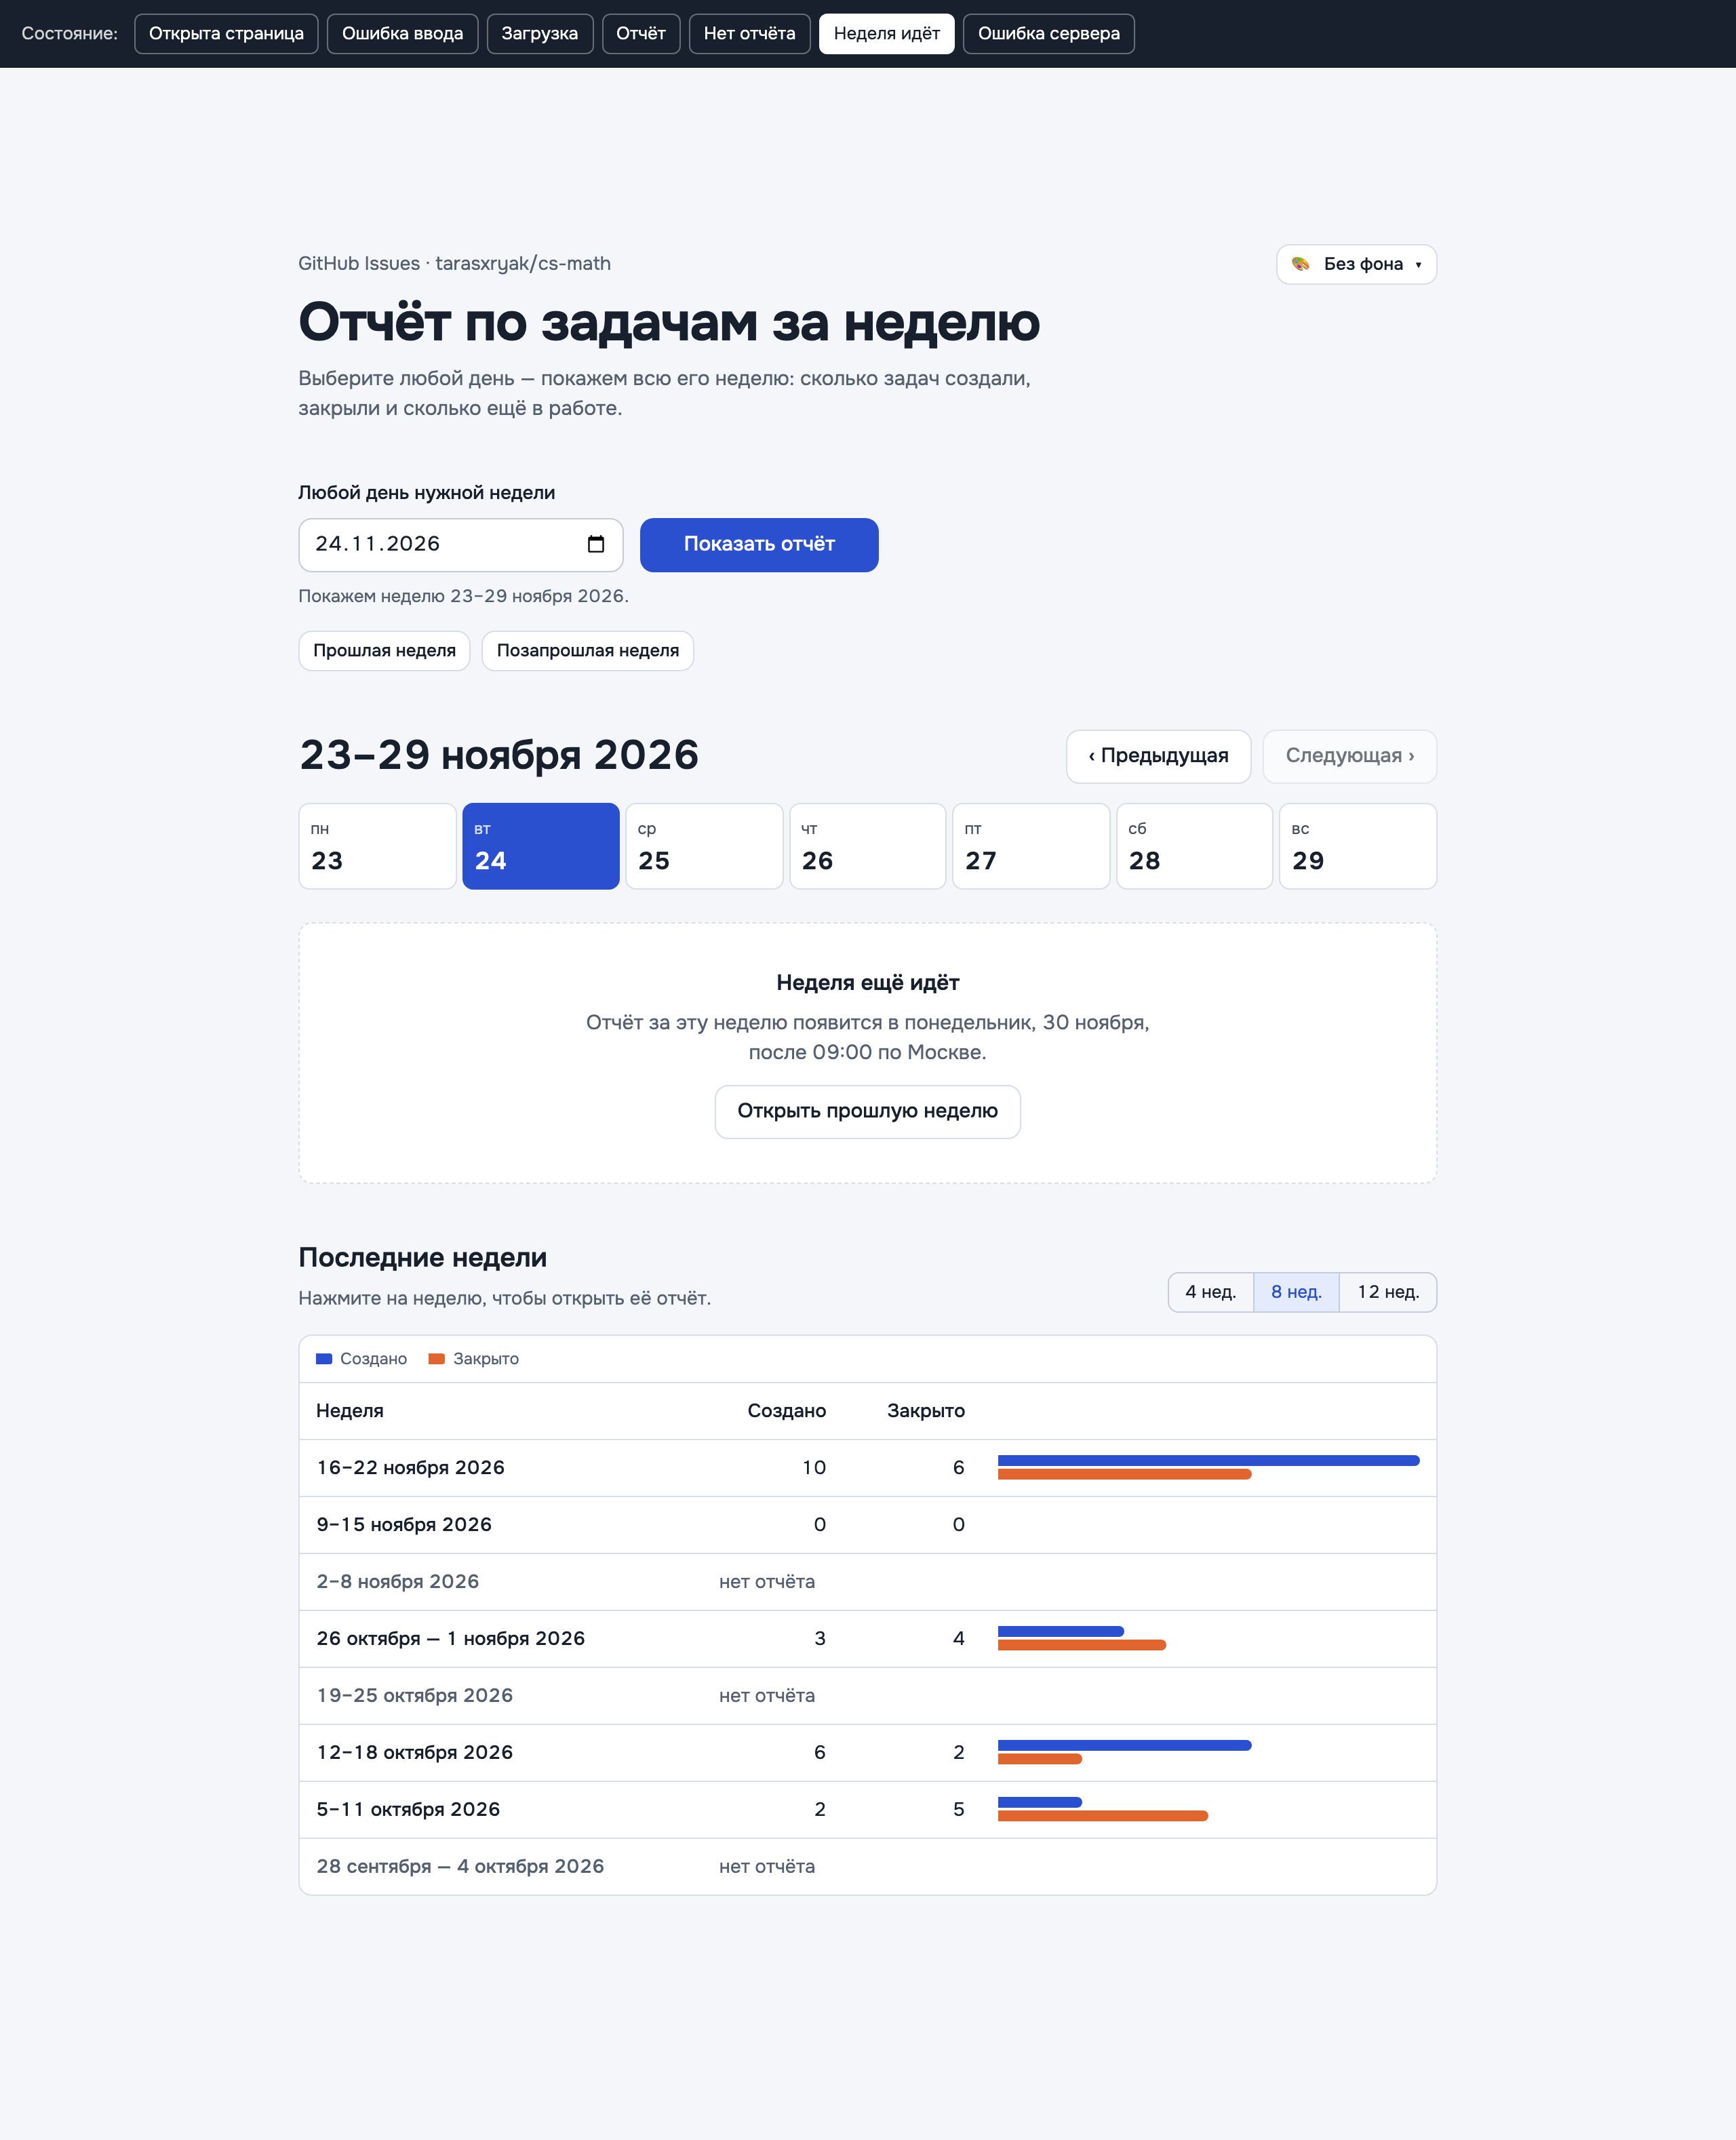 Состояние: Открыта страница Ошибка ввода Загрузка Отчёт Нет отчёта Неделя идёт Ошибка сервера
GitHub Issues · tarasxryak/cs-math
Без фона
Отчёт по задачам за неделю
Выберите любой день — покажем всю его неделю: сколько задач создали,
закрыли и сколько ещё в работе.
Любой день нужной недели
24.11.2026
Показать отчёт
Покажем неделю 23–29 ноября 2026.
Прошлая неделя Позапрошлая неделя
23–29 ноября 2026
‹ Предыдущая Следующая ›
пн вт ср чт пт сб вс
23 24 25 26 27 28 29
Неделя ещё идёт
Отчёт за эту неделю появится в понедельник, 30 ноября,
после 09:00 по Москве.
Открыть прошлую неделю
Последние недели
Нажмите на неделю, чтобы открыть её отчёт.
4 нед. 8 нед. 12 нед.
Создано Закрыто
Неделя Создано Закрыто
16–22 ноября 2026 10 6
9–15 ноября 2026 0 0
2–8 ноября 2026 нет отчёта
26 октября — 1 ноября 2026 3 4
19–25 октября 2026 нет отчёта
12–18 октября 2026 6 2
5–11 октября 2026 2 5
28 сентября — 4 октября 2026 нет отчёта